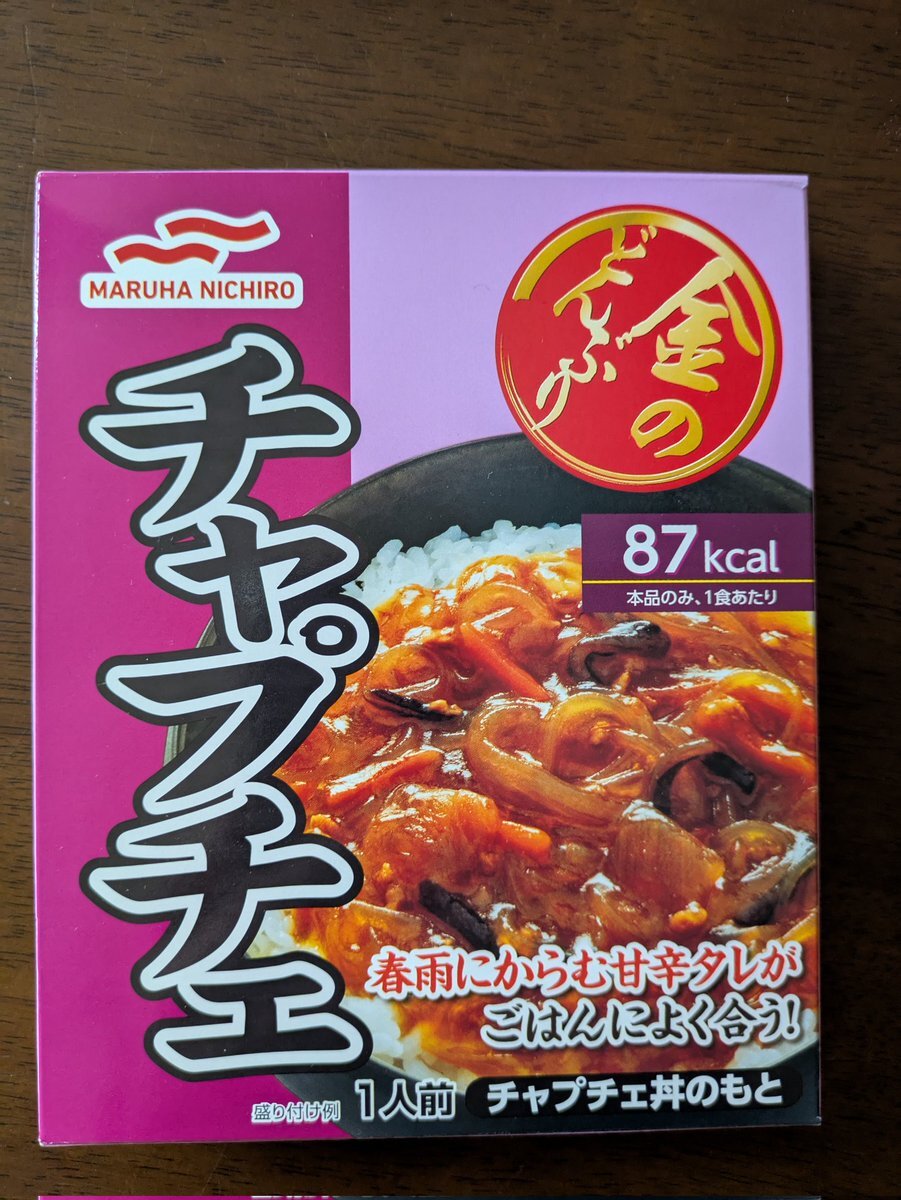 MARUHA NICHIRO
金の
どんぶり
チャプチェ
87kcal
本品のみ、1食あたり
春雨にからむ甘辛タレが
ごはんによく合う!
盛り付け例
1人前
チャプチェ丼のもと